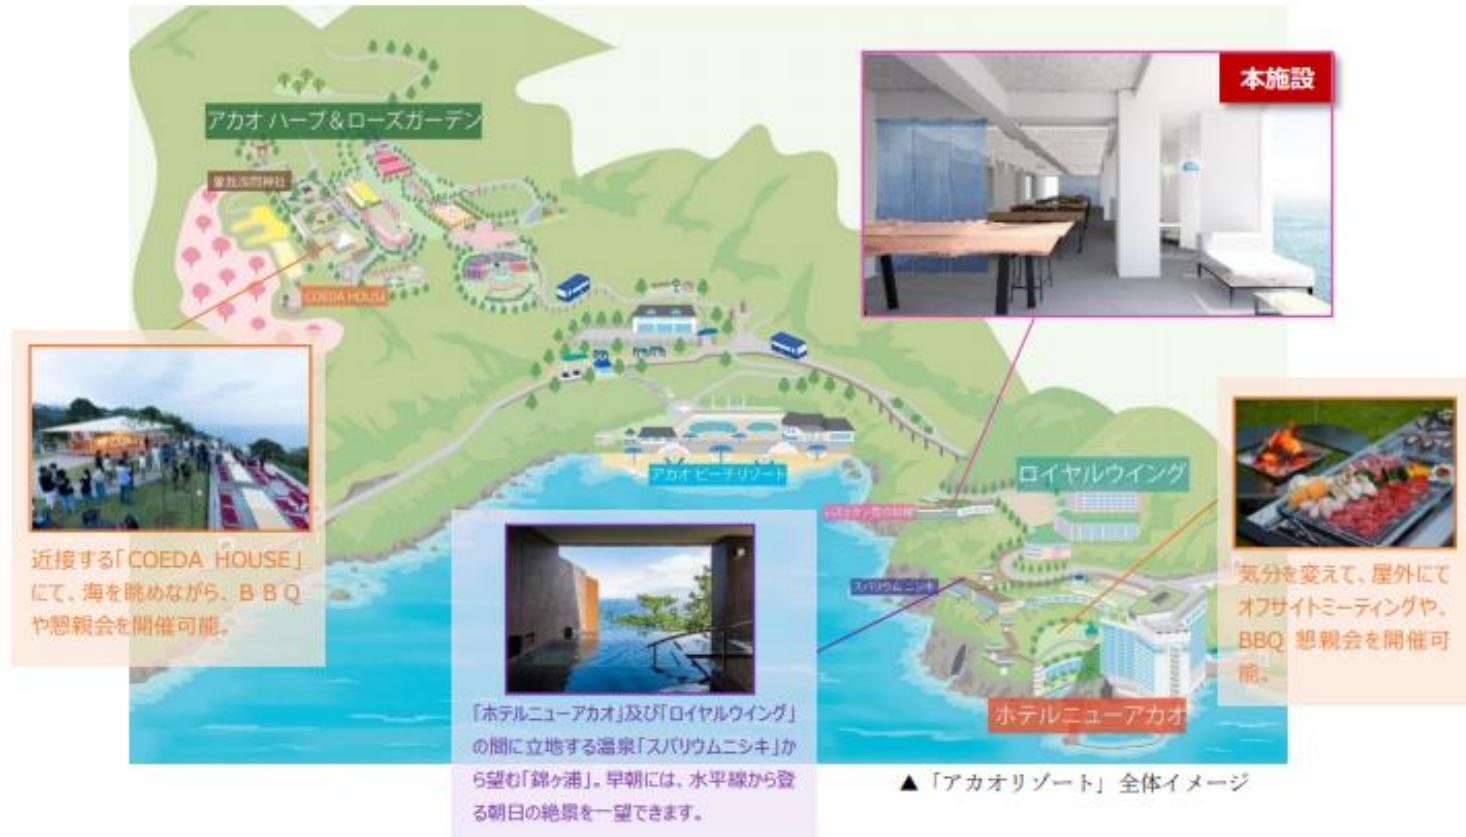 本施設
アカオ ハーブ&ローズガーデン
曽我浅間神社
COEDA HOUSE
近接する「COEDA HOUSE」
にて、海を眺めながら、BBQ
や懇親会を開催可能。
アカオ ビーチリゾート
ロイヤルウイング
スパリウム ニシキ
気分を変えて、屋外にて
オフサイトミーティングや、
BBQ 懇親会を開催可
能。
「ホテルニューアカオ」及び「ロイヤルウイング」
の間に立地する温泉「スパリウムニシキ」か
ら望む「錦ヶ浦」。早朝には、水平線から登
る朝日の絶景を一望できます。
ホテルニューアカオ
▲「アカオリゾート」全体イメージ